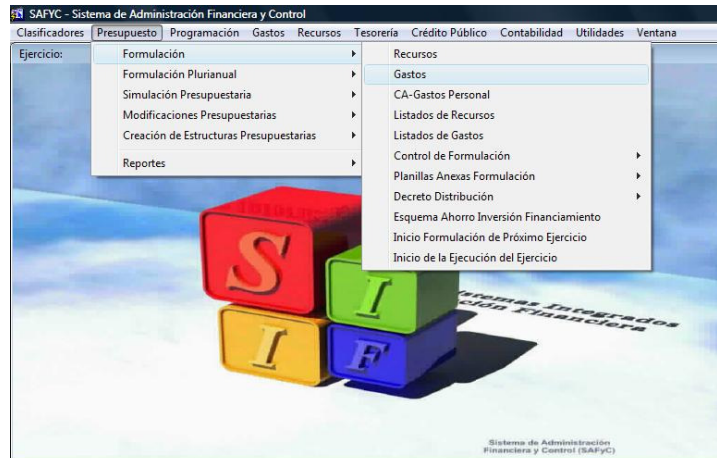 SAFYC - Sistema de Administración Financiera y Control
Clasificadores Presupuesto Programación Gastos Recursos Tesorería Crédito Público Contabilidad Utilidades Ventana
Ejercicio:
Formulación
Formulación Plurianual
Simulación Presupuestaria
Modificaciones Presupuestarias
Creación de Estructuras Presupuestarias
Reportes
Recursos
Gastos
CA-Gastos Personal
Listados de Recursos
Listados de Gastos
Control de Formulación
Planillas Anexas Formulación
Decreto Distribución
Esquema Ahorro Inversión Financiamiento
Inicio Formulación de Próximo Ejercicio
Inicio de la Ejecución del Ejercicio
S I
I F
Integrados
Financiera
Sistema de Administración
Financiera y Control (SAFyC)